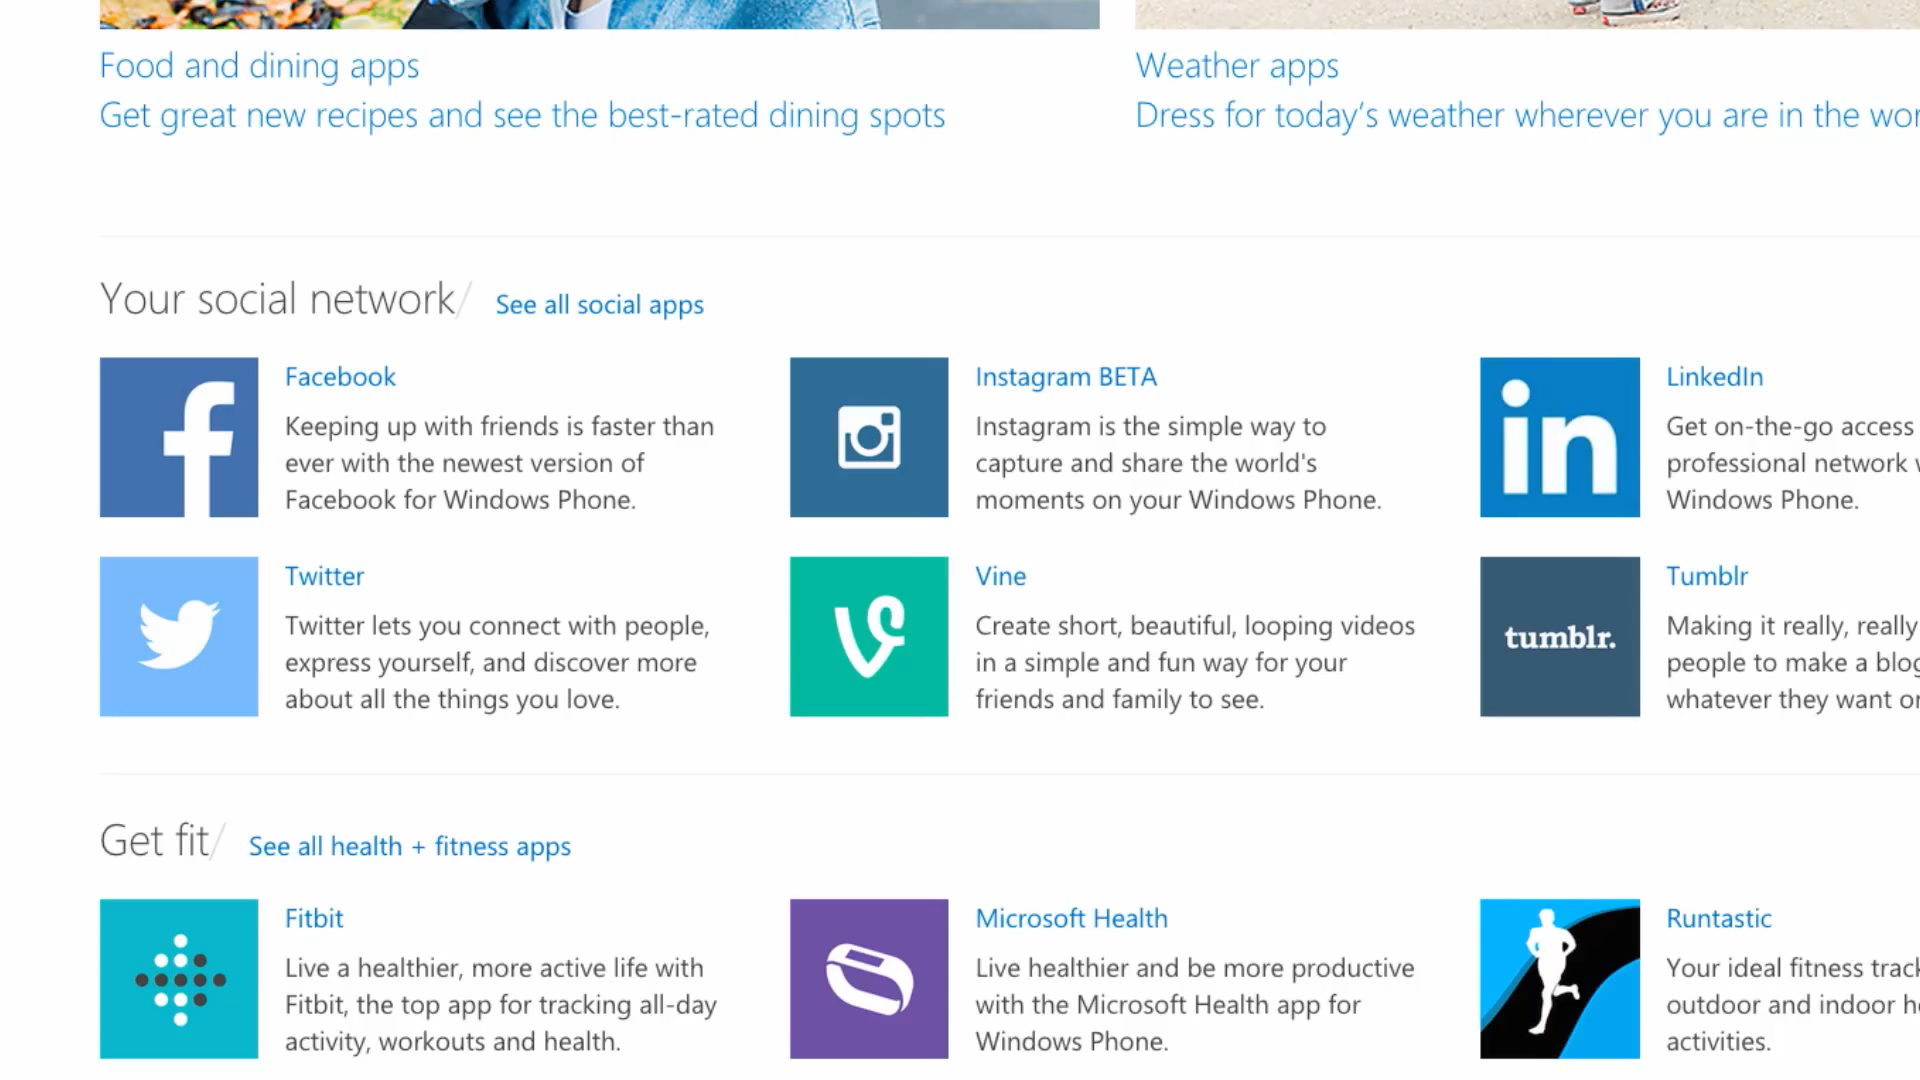 Food and dining apps
Get great new recipes and see the best-rated dining spots
Weather apps
Dress for today's weather wherever you are in the wor
Your social network/ See all social apps
Facebook
Keeping up with friends is faster than
ever with the newest version of
Facebook for Windows Phone.
Instagram BETA
Instagram is the simple way to
capture and share the world's
moments on your Windows Phone.
in
LinkedIn
Get on-the-go access
professional network w
Windows Phone.
Twitter
Twitter lets you connect with people,
express yourself, and discover more
about all the things you love.
Vine
Create short, beautiful, looping videos
in a simple and fun way for your
friends and family to see.
tumblr.
Tumblr
Making it really, really
people to make a blog
whatever they want or
Get fit/ See all health + fitness apps
Fitbit
Live a healthier, more active life with
Fitbit, the top app for tracking all-day
activity, workouts and health.
Microsoft Health
Live healthier and be more productive
with the Microsoft Health app for
Windows Phone.
Runtastic
Your ideal fitness track
outdoor and indoor he
activities.